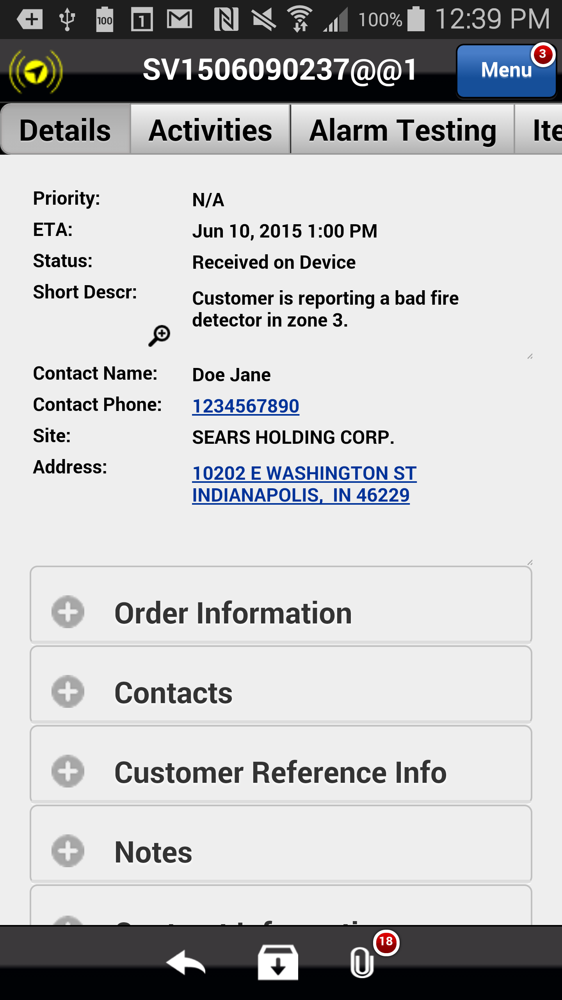 100 1 100% 12:39 PM
SV1506090237@@1 Menu 3
Details Activities Alarm Testing Ite
Priority: N/A
ETA: Jun 10, 2015 1:00 PM
Status: Received on Device
Short Descr: Customer is reporting a bad fire
detector in zone 3.
Contact Name: Doe Jane
Contact Phone: 1234567890
Site: SEARS HOLDING CORP.
Address: 10202 E WASHINGTON ST
INDIANAPOLIS, IN 46229
Order Information
Contacts
Customer Reference Info
Notes
18